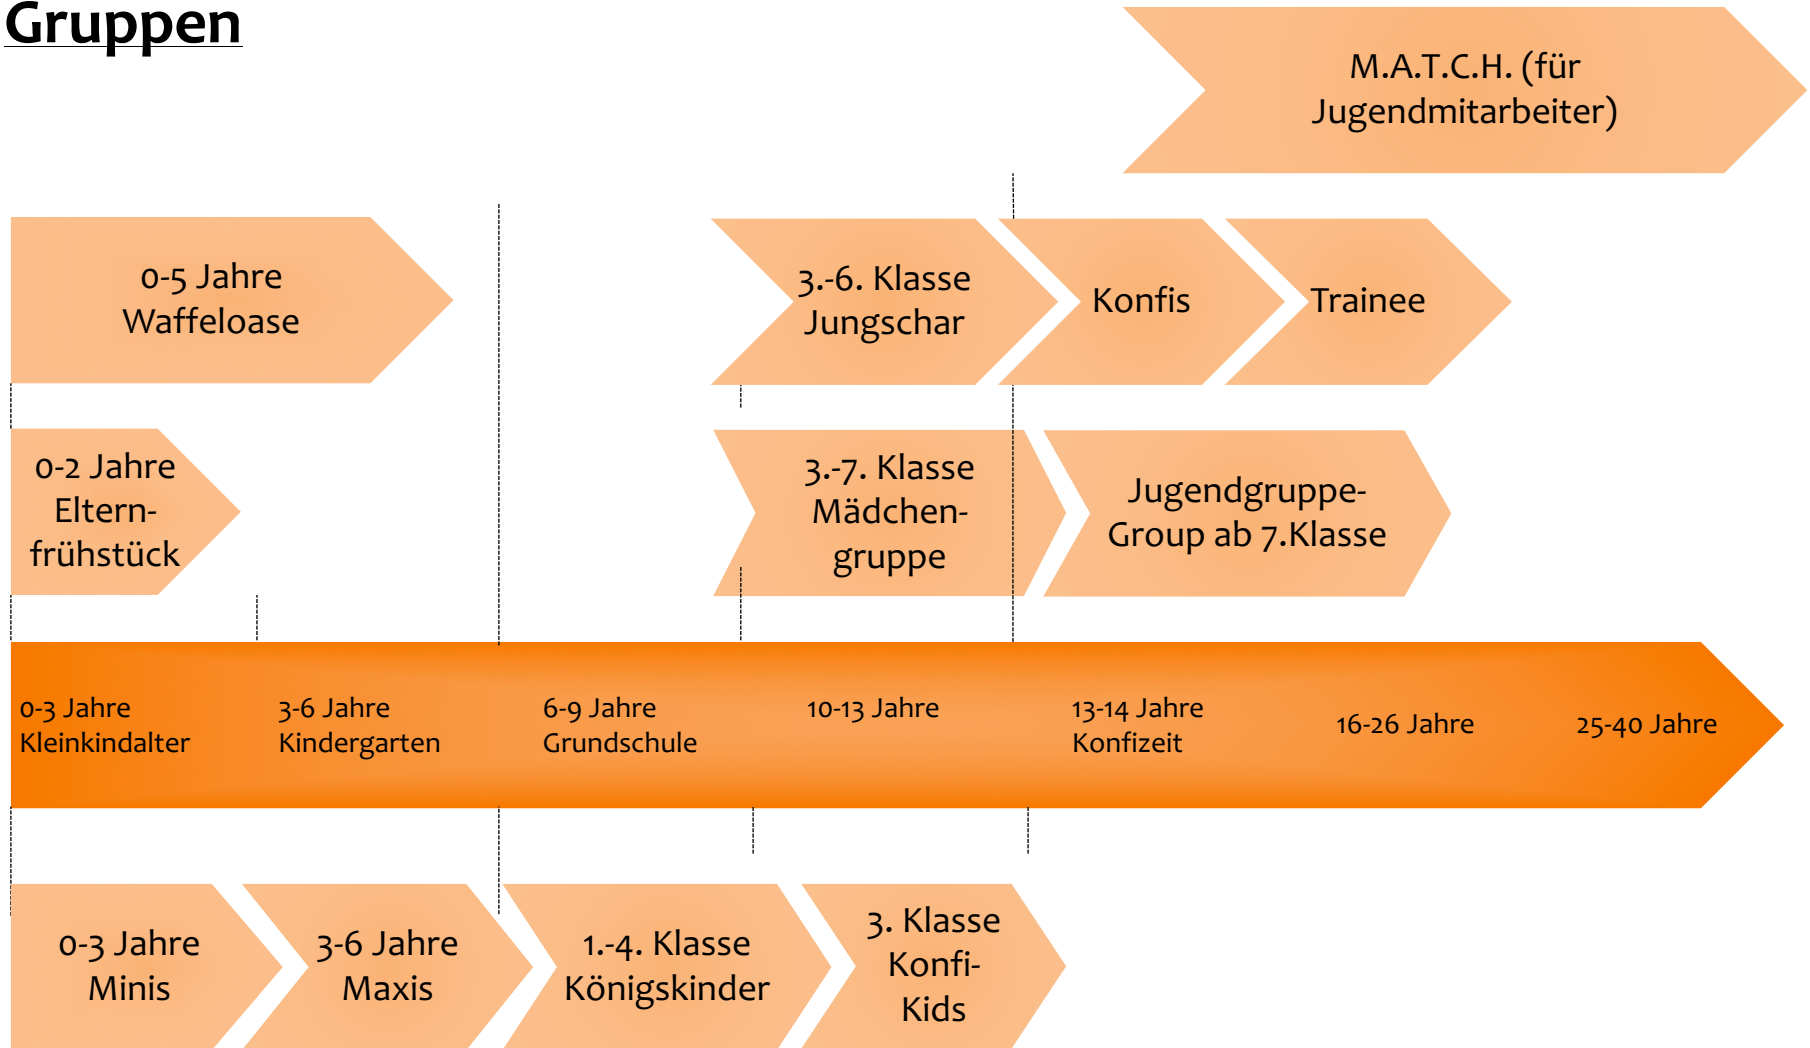 Gruppen
M.A.T.C.H. (für
Jugendmitarbeiter)
0-5 Jahre
Waffeloase
3.-6. Klasse
Jungschar
Konfis
Trainee
0-2 Jahre
Eltern-
frühstück
3.-7. Klasse
Mädchen-
gruppe
Jugendgruppe-
Group ab 7.Klasse
0-3 Jahre
Kleinkindalter
3-6 Jahre
Kindergarten
6-9 Jahre
Grundschule
10-13 Jahre
13-14 Jahre
Konfizeit
16-26 Jahre
25-40 Jahre
0-3 Jahre
Minis
3-6 Jahre
Maxis
1.-4. Klasse
Königskinder
3. Klasse
Konfi-
Kids